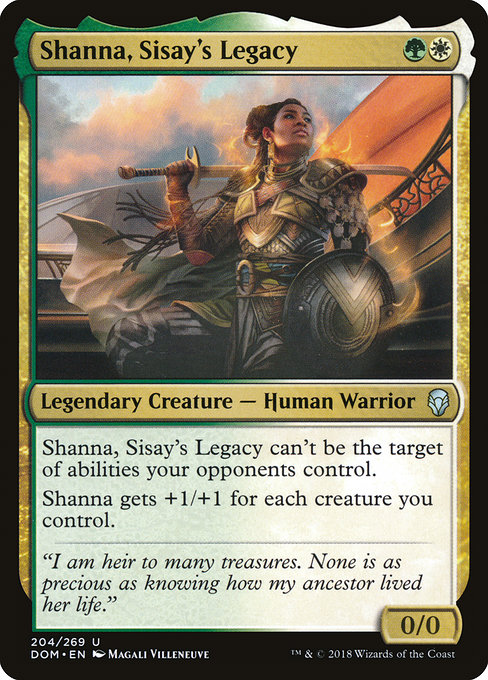 Shanna, Sisay's Legacy
Legendary Creature — Human Warrior
Shanna, Sisay's Legacy can't be the target
of abilities your opponents control.
Shanna gets +1/+1 for each creature you
control.
“I am heir to many treasures. None is as
precious as knowing how my ancestor lived
her life.”
0/0
204/269 U
DOM • EN Magali Villeneuve
™ & © 2018 Wizards of the Coast